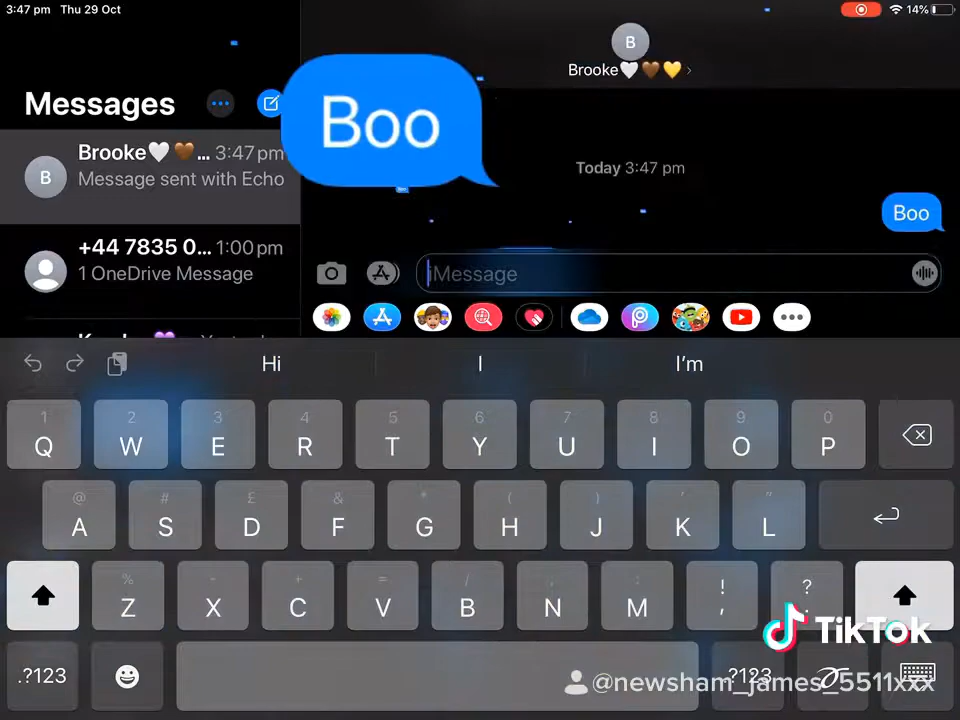 3:47 pm Thu 29 Oct
14%
Messages
B
Brooke🤍🤎💛 ›
Brooke🤍🤎... 3:47 pm
B
Message sent with Echo
Boo
Today 3:47 pm
Boo
+44 7835 0... 1:00 pm
1 OneDrive Message
iMessage
Hi I I'm
1 2 3 4 5 6 7 8 9 0
Q W E R T Y U I O P
@ # £ & * ( ) ' "
A S D F G H J K L
% - + = / ; : ! ?
Z X C V B N M , .
TikTok
.?123 .?123
@newsham_james_5511xxx